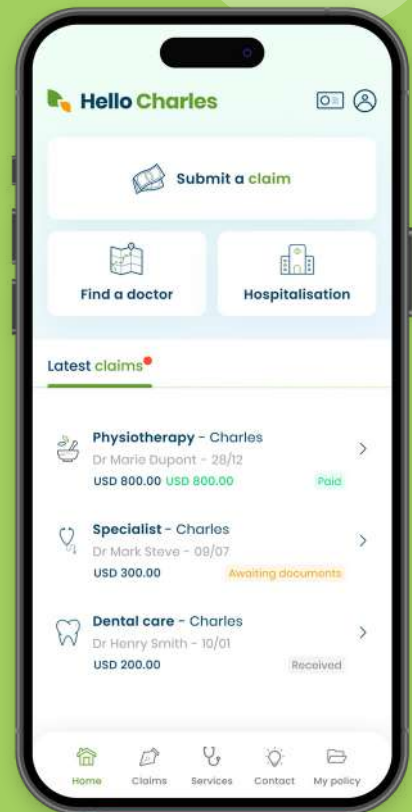 Hello Charles
Submit a claim
Find a doctor
Hospitalisation
Latest claims
Physiotherapy - Charles
Dr Marie Dupont - 28/12
USD 800.00 USD 800.00
Paid
Specialist - Charles
Dr Mark Steve - 09/07
USD 300.00
Awaiting documents
Dental care - Charles
Dr Henry Smith - 10/01
USD 200.00
Received
Home
Claims
Services
Contact
My policy